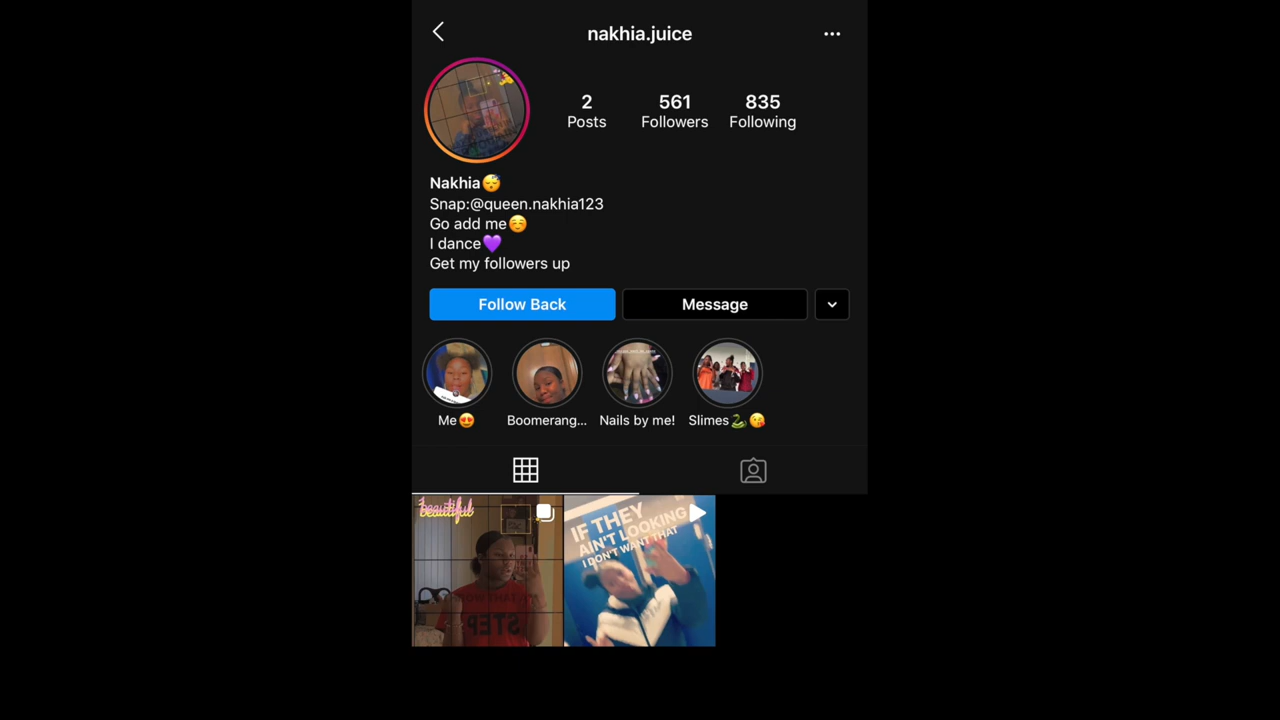 nakhia.juice
2
Posts
561
Followers
835
Following
Nakhia😴
Snap:@queen.nakhia123
Go add me☺️
I dance💜
Get my followers up
Follow Back
Message
Me😍
Boomerang...
Nails by me!
Slimes🐍😘
beautiful
IF THEY
AIN'T LOOKING
I DON'T WANT THAT